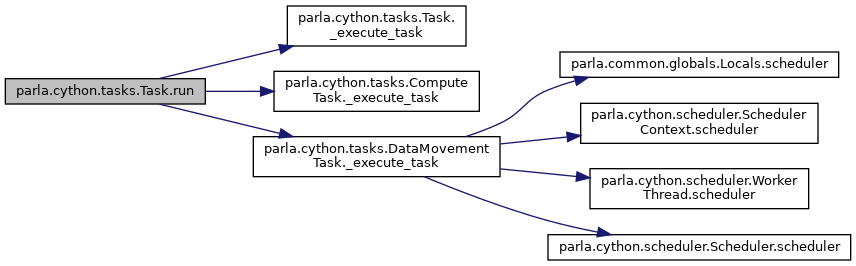 parla.cython.tasks.Task.run
parla.cython.tasks.Task.
_execute_task
parla.cython.tasks.Compute
Task._execute_task
parla.cython.tasks.DataMovement
Task._execute_task
parla.common.globals.Locals.scheduler
parla.cython.scheduler.Scheduler
Context.scheduler
parla.cython.scheduler.Worker
Thread.scheduler
parla.cython.scheduler.Scheduler.scheduler